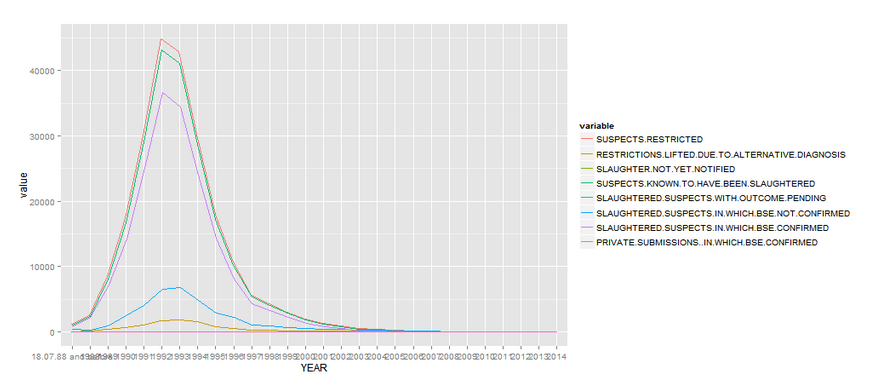 40000
30000
20000
10000
0
value
18.07.88 and before 1988 1989 1990 1991 1992 1993 1994 1995 1996 1997 1998 1999 2000 2001 2002 2003 2004 2005 2006 2007 2008 2009 2010 2011 2012 2013 2014
YEAR
variable
SUSPECTS.RESTRICTED
RESTRICTIONS.LIFTED.DUE.TO.ALTERNATIVE.DIAGNOSIS
SLAUGHTER.NOT.YET.NOTIFIED
SUSPECTS.KNOWN.TO.HAVE.BEEN.SLAUGHTERED
SLAUGHTERED.SUSPECTS.WITH.OUTCOME.PENDING
SLAUGHTERED.SUSPECTS.IN.WHICH.BSE.NOT.CONFIRMED
SLAUGHTERED.SUSPECTS.IN.WHICH.BSE.CONFIRMED
PRIVATE.SUBMISSIONS..IN.WHICH.BSE.CONFIRMED